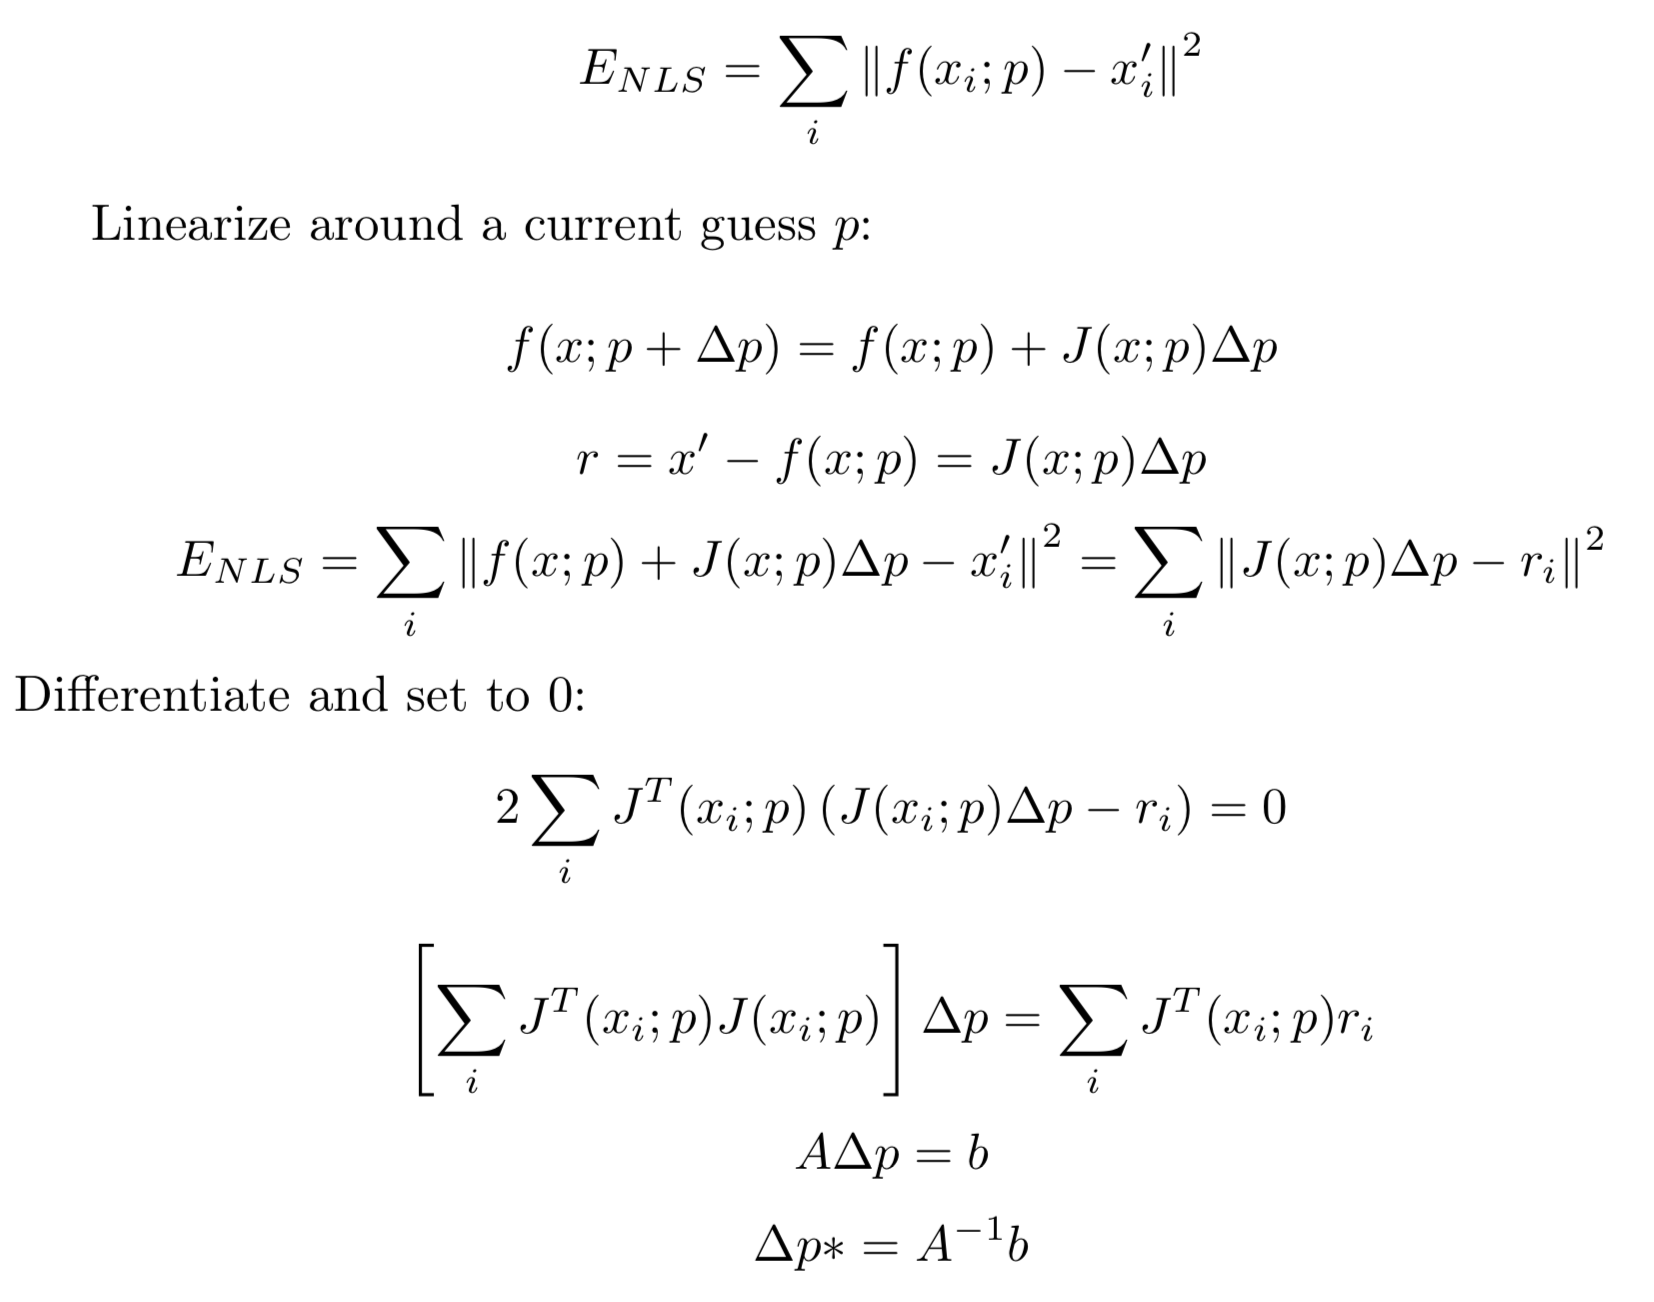 $E_{NLS} = \sum_i \|f(x_i; p) - x_i'\|^2$
Linearize around a current guess $p$:
$f(x; p + \Delta p) = f(x; p) + J(x; p)\Delta p$
$r = x' - f(x; p) = J(x; p)\Delta p$
$E_{NLS} = \sum_i \|f(x; p) + J(x; p)\Delta p - x_i'\|^2 = \sum_i \|J(x; p)\Delta p - r_i\|^2$
Differentiate and set to 0:
$2 \sum_i J^T(x_i; p) (J(x_i; p)\Delta p - r_i) = 0$
$\left[\sum_i J^T(x_i; p)J(x_i; p)\right] \Delta p = \sum_i J^T(x_i; p)r_i$
$A\Delta p = b$
$\Delta p* = A^{-1}b$